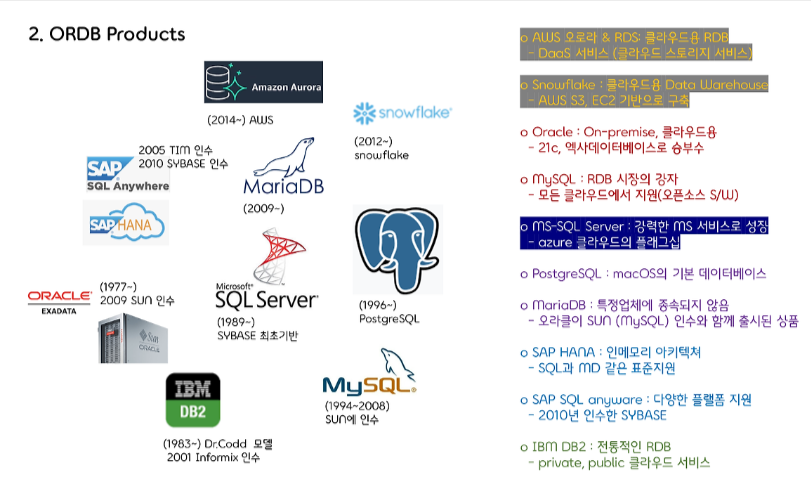 2. ORDB Products
Amazon Aurora
(2014~) AWS
snowflake
(2012~)
snowflake
2005 TIM 인수
2010 SYBASE 인수
SAP
SQL Anywhere
MariaDB
(2009~)
SAP HANA
ORACLE
EXADATA
(1977~)
2009 SUN 인수
Sun
ORACLE
Microsoft
SQL Server
(1989~)
SYBASE 최초기반
(1996~)
PostgreSQL
IBM
DB2
(1983~) Dr.Codd 모델
2001 Informix 인수
MySQL
(1994~2008)
SUN에 인수
o AWS 오로라 & RDS: 클라우드용 RDB
- DaaS 서비스 (클라우드 스토리지 서비스)
o Snowflake : 클라우드용 Data Warehouse
- AWS S3, EC2 기반으로 구축
o Oracle : On-premise, 클라우드용
- 21c, 엑사데이터베이스로 승부수
o MySQL : RDB 시장의 강자
- 모든 클라우드에서 지원(오픈소스 S/W)
o MS-SQL Server : 강력한 MS 서비스로 성장
- azure 클라우드의 플래그십
o PostgreSQL : macOS의 기본 데이터베이스
o MariaDB : 특정업체에 종속되지 않음
- 오라클이 SUN (MySQL) 인수와 함께 출시된 상품
o SAP HANA : 인메모리 아키텍쳐
- SQL과 MD 같은 표준지원
o SAP SQL anyware : 다양한 플랫폼 지원
- 2010년 인수한 SYBASE
o IBM DB2 : 전통적인 RDB
- private, public 클라우드 서비스